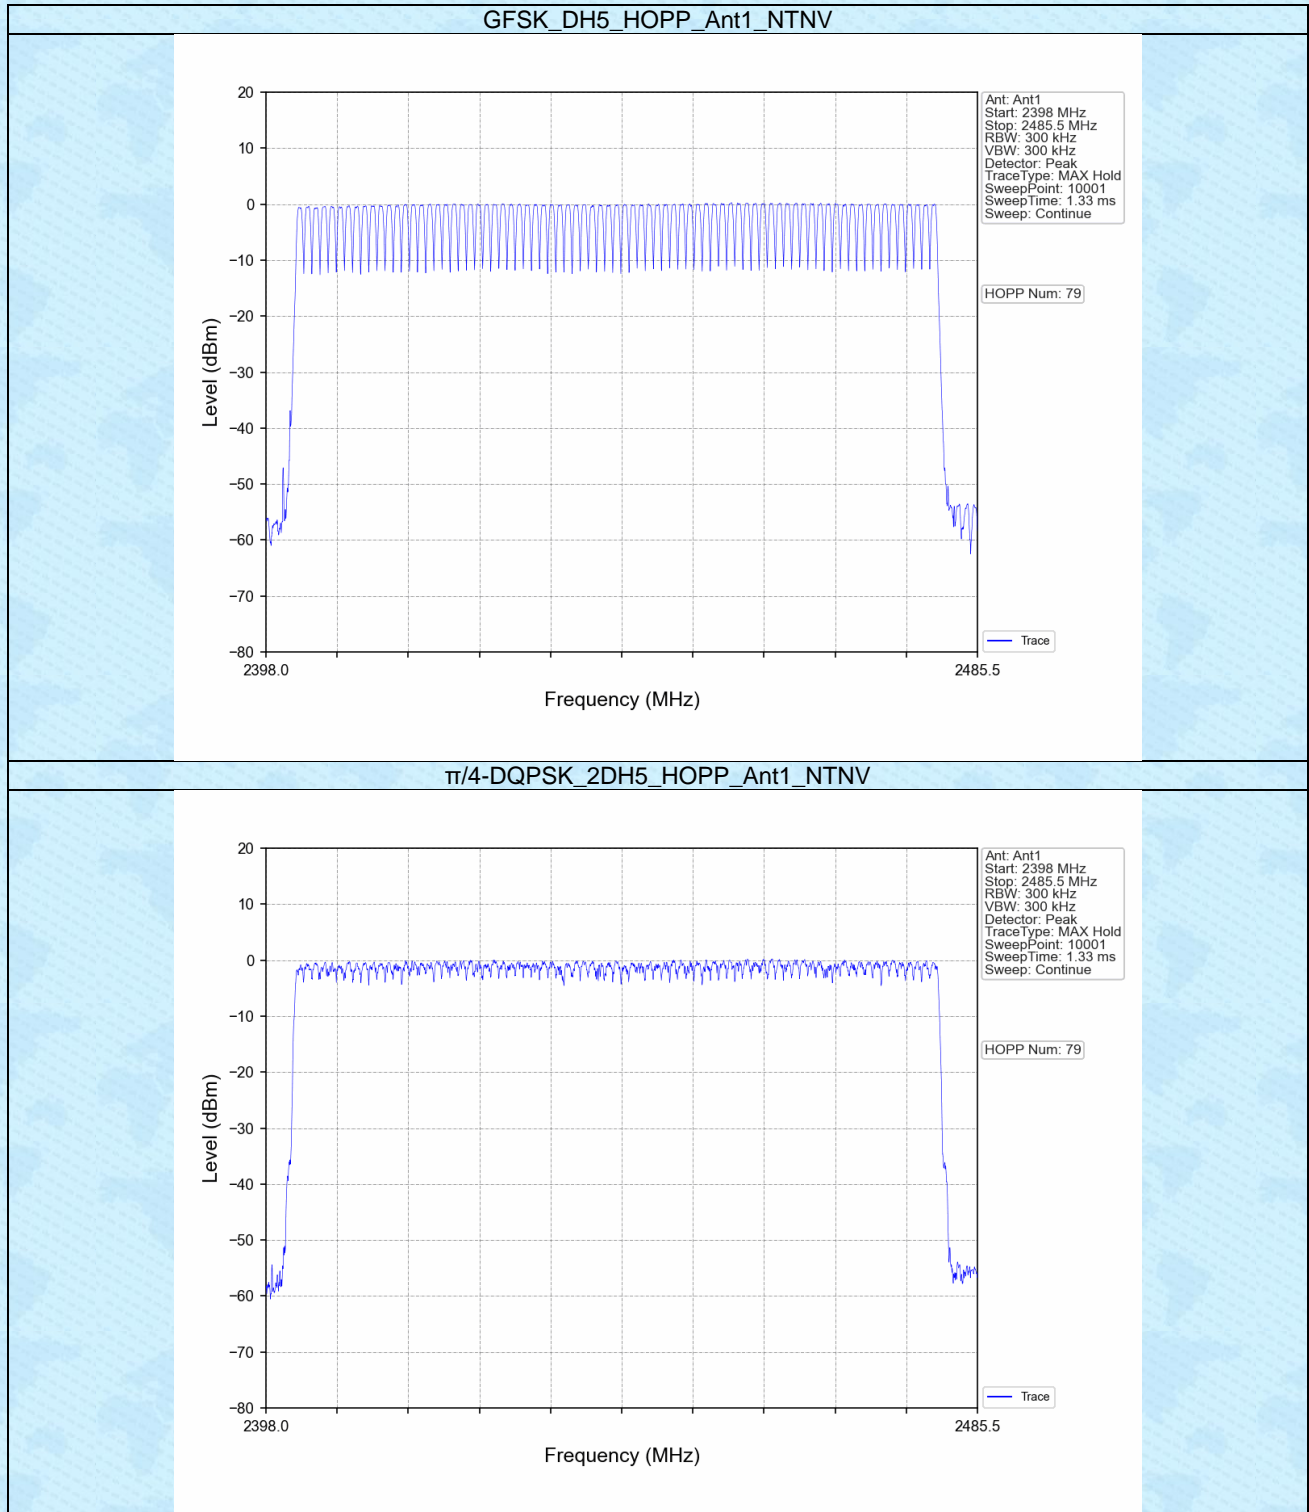 GFSK_DH5_HOPP_Ant1_NTNV
20
10
0
−10
−20
−30
−40
−50
−60
−70
−80
Level (dBm)
2398.0
2485.5
Frequency (MHz)
Ant: Ant1
Start: 2398 MHz
Stop: 2485.5 MHz
RBW: 300 kHz
VBW: 300 kHz
Detector: Peak
TraceType: MAX Hold
SweepPoint: 10001
SweepTime: 1.33 ms
Sweep: Continue
HOPP Num: 79
Trace
π/4-DQPSK_2DH5_HOPP_Ant1_NTNV
20
10
0
−10
−20
−30
−40
−50
−60
−70
−80
Level (dBm)
2398.0
2485.5
Frequency (MHz)
Ant: Ant1
Start: 2398 MHz
Stop: 2485.5 MHz
RBW: 300 kHz
VBW: 300 kHz
Detector: Peak
TraceType: MAX Hold
SweepPoint: 10001
SweepTime: 1.33 ms
Sweep: Continue
HOPP Num: 79
Trace